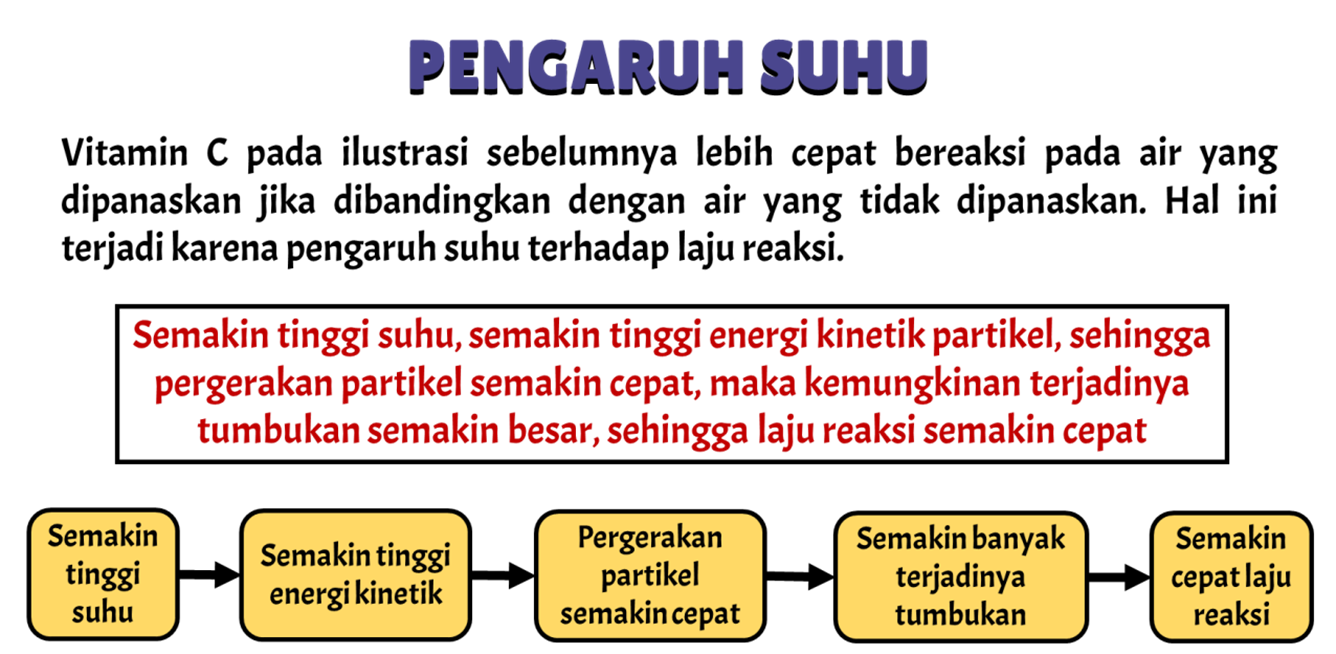 PENGARUH SUHU
Vitamin C pada ilustrasi sebelumnya lebih cepat bereaksi pada air yang
dipanaskan jika dibandingkan dengan air yang tidak dipanaskan. Hal ini
terjadi karena pengaruh suhu terhadap laju reaksi.
Semakin tinggi suhu, semakin tinggi energi kinetik partikel, sehingga
pergerakan partikel semakin cepat, maka kemungkinan terjadinya
tumbukan semakin besar, sehingga laju reaksi semakin cepat
Semakin
tinggi
suhu
Semakin tinggi
energi kinetik
Pergerakan
partikel
semakin cepat
Semakin banyak
terjadinya
tumbukan
Semakin
cepat laju
reaksi